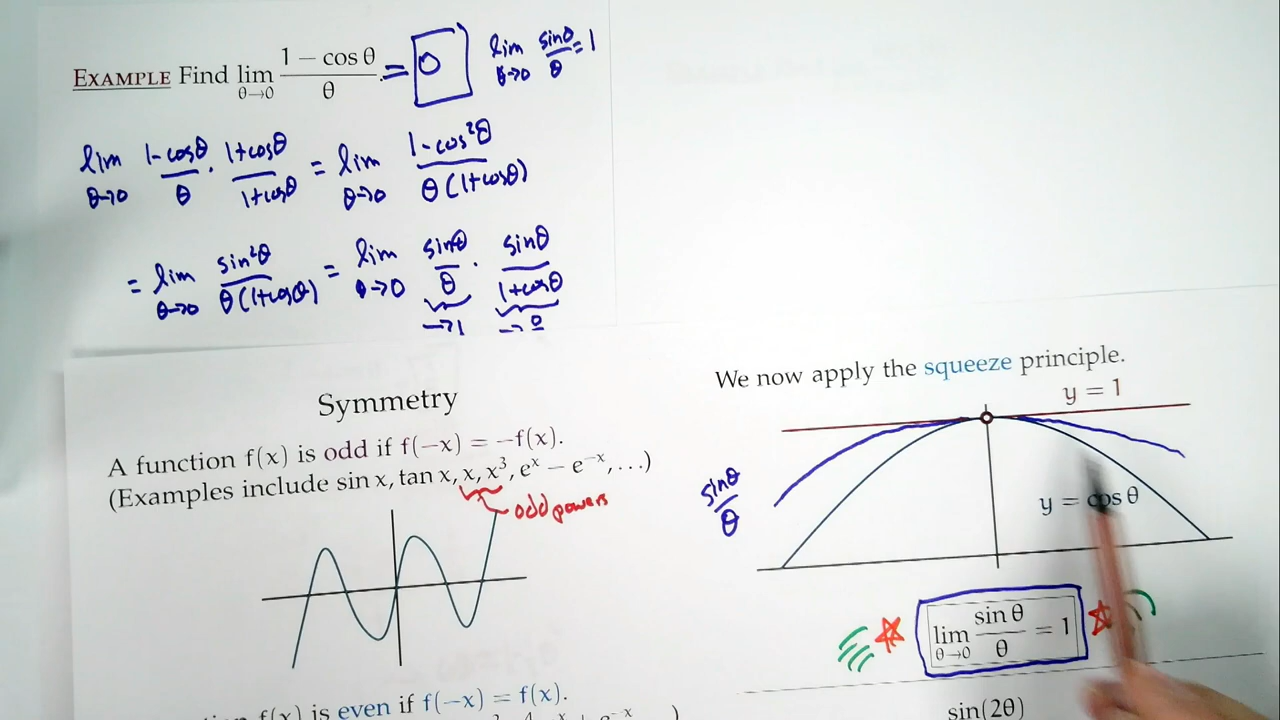 EXAMPLE Find lim θ→0 (1 − cos θ)/θ = 0 lim θ→0 sinθ/θ = 1
lim θ→0 (1-cosθ)/θ · (1+cosθ)/(1+cosθ) = lim θ→0 (1-cos²θ)/(θ(1+cosθ))
= lim θ→0 sin²θ/(θ(1+cosθ)) = lim θ→0 sinθ/θ · sinθ/(1+cosθ)
→1 →0/2
Symmetry
A function f(x) is odd if f(−x) = −f(x).
(Examples include sin x, tan x, x, x³, eˣ − e⁻ˣ, . . .)
odd powers
f(x) is even if f(−x) = f(x).
We now apply the squeeze principle.
y = 1
sinθ/θ
y = cos θ
lim θ→0 sin θ/θ = 1
sin(2θ)